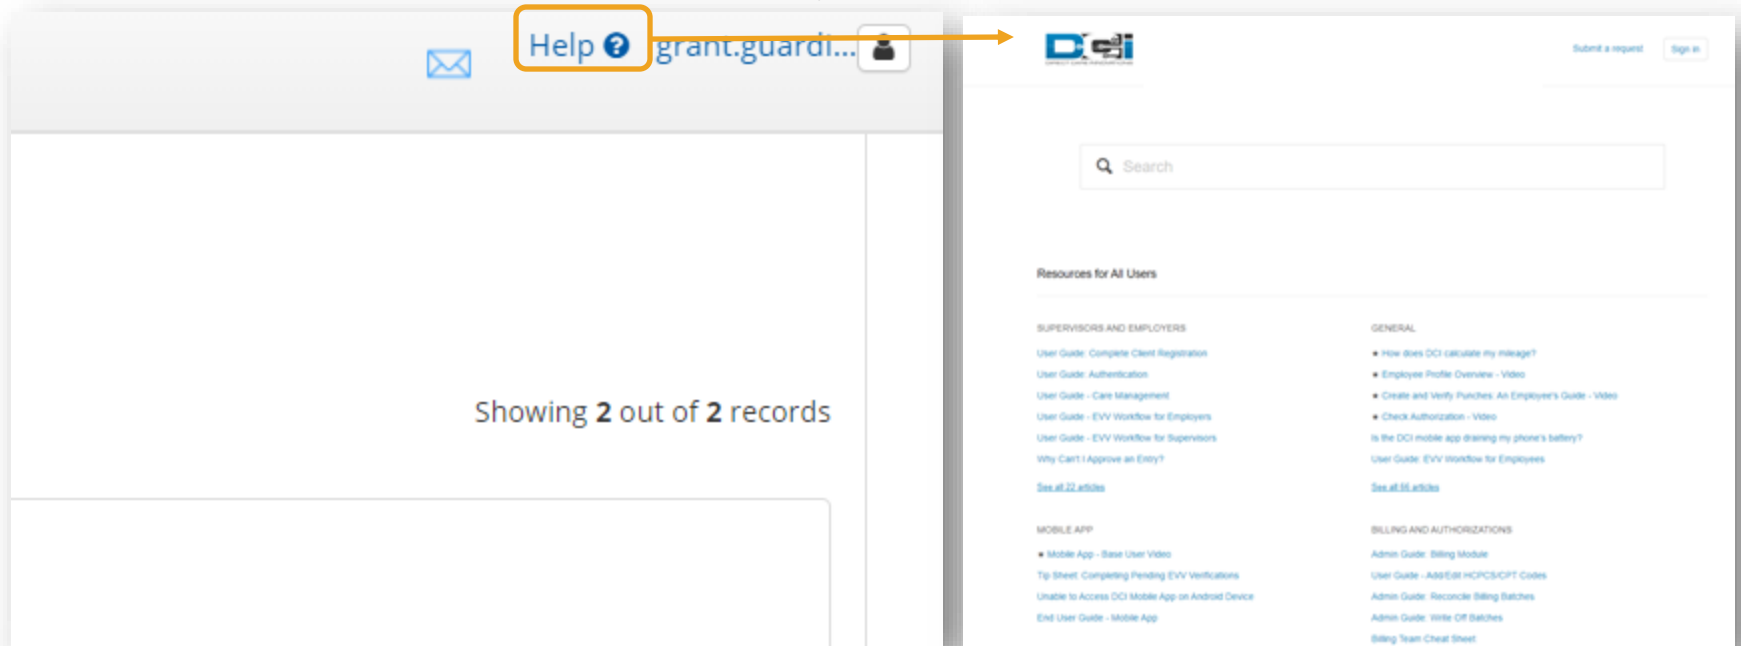 Help
grant.guardi...
Showing 2 out of 2 records
Dci
Submit a request
Sign in
Search
Resources for All Users
SUPERVISORS AND EMPLOYERS
User Guide: Complete Client Registration
User Guide: Authentication
User Guide - Care Management
User Guide - EVV Workflow for Employers
User Guide - EVV Workflow for Supervisors
Why Can't I Approve an Entry?
See all 22 articles
GENERAL
★ How does DCI calculate my mileage?
★ Employee Profile Overview - Video
★ Create and Verify Punches: An Employee's Guide - Video
★ Check Authorization - Video
Is the DCI mobile app draining my phone's battery?
User Guide: EVV Workflow for Employees
See all articles
MOBILE APP
★ Mobile App - Base User Video
Tip Sheet: Completing Pending EVV Verifications
Unable to Access DCI Mobile App on Android Device
End User Guide - Mobile App
BILLING AND AUTHORIZATIONS
Admin Guide: Billing Module
User Guide - Add/Edit HCPCS/CPT Codes
Admin Guide: Reconcile Billing Batches
Admin Guide: Write Off Batches
Billing Team Cheat Sheet